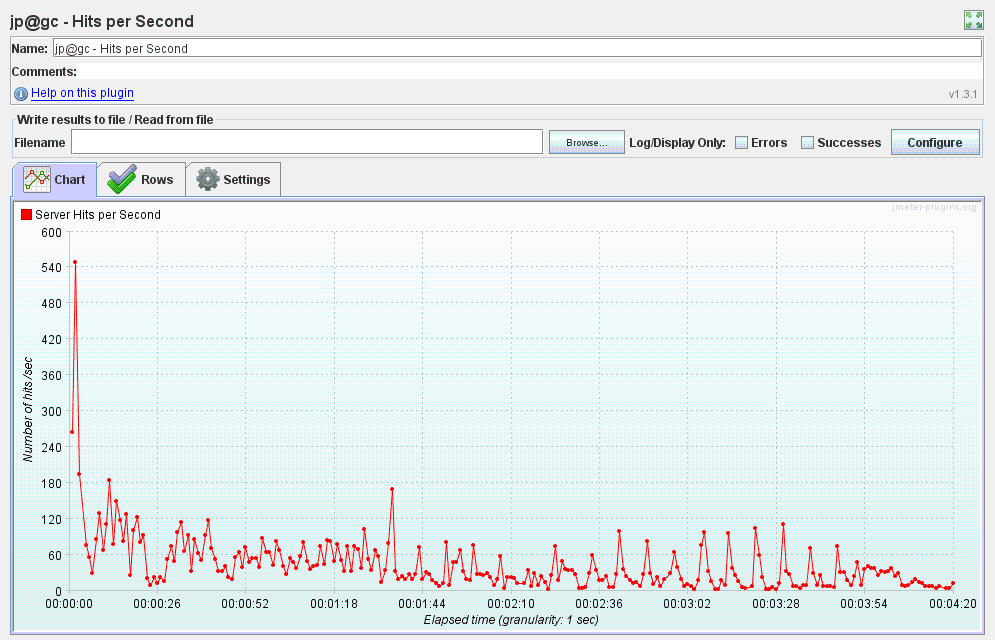 jp@gc - Hits per Second
Name: jp@gc - Hits per Second
Comments:
Help on this plugin
v1.3.1
Write results to file / Read from file
Filename Browse... Log/Display Only: Errors Successes Configure
Chart Rows Settings
Server Hits per Second
jmeter-plugins.org
600
540
480
420
360
300
240
180
120
60
0
Number of hits /sec
00:00:00 00:00:26 00:00:52 00:01:18 00:01:44 00:02:10 00:02:36 00:03:02 00:03:28 00:03:54 00:04:20
Elapsed time (granularity: 1 sec)